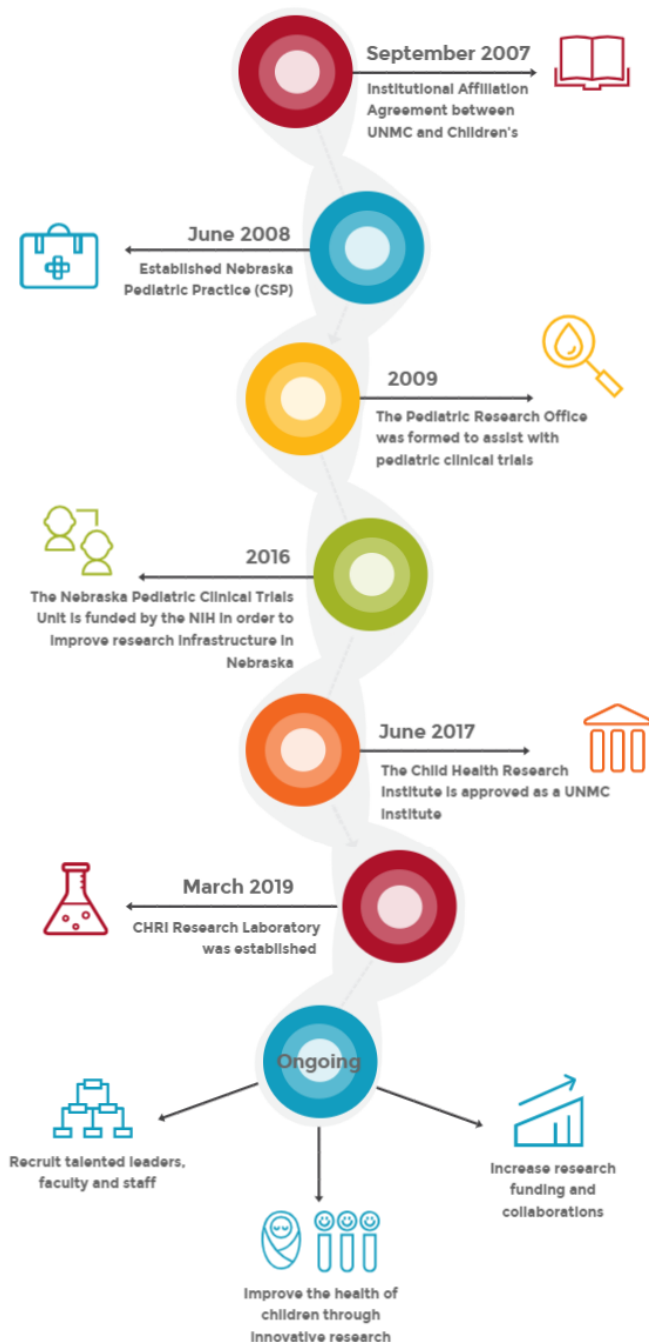 September 2007
Institutional Affiliation
Agreement between
UNMC and Children's
June 2008
Established Nebraska
Pediatric Practice (CSP)
2009
The Pediatric Research Office
was formed to assist with
pediatric clinical trials
2016
The Nebraska Pediatric Clinical Trials
Unit is funded by the NIH in order to
improve research infrastructure in
Nebraska
June 2017
The Child Health Research
Institute is approved as a UNMC
institute
March 2019
CHRI Research Laboratory
was established
Ongoing
Recruit talented leaders,
faculty and staff
Increase research
funding and
collaborations
Improve the health of
children through
innovative research